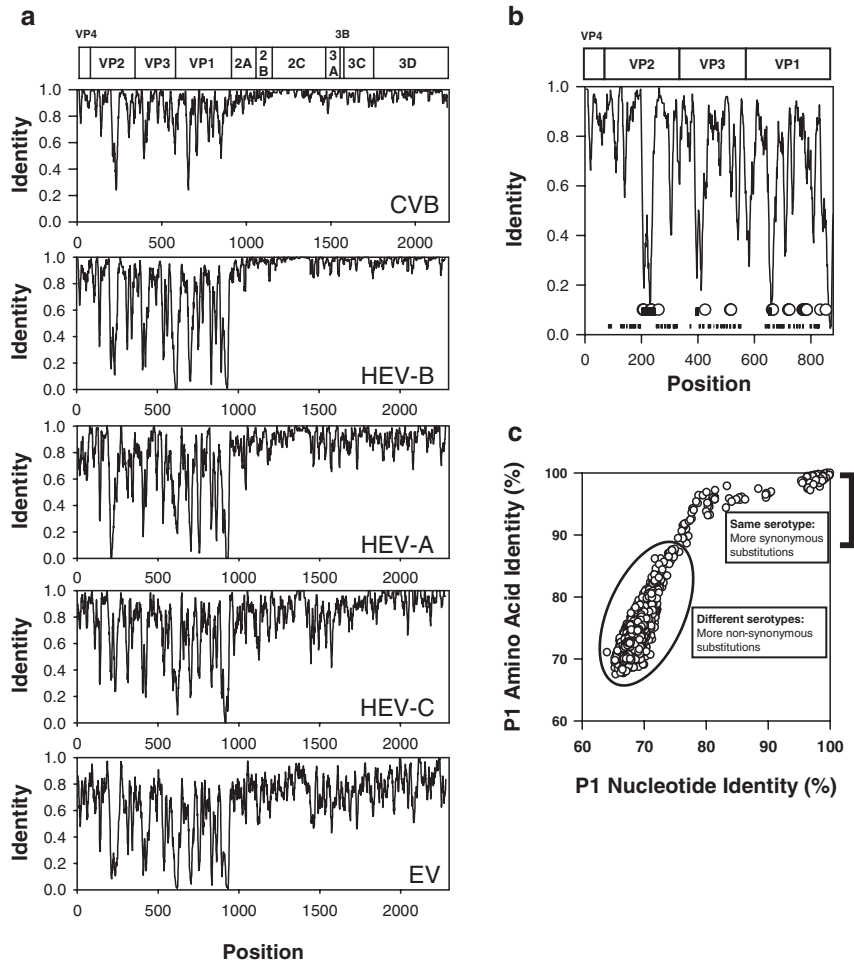 a
VP4
3B
VP2 VP3 VP1 2A 2B 2C 3A 3C 3D
Identity
1.0
0.8
0.6
0.4
0.2
0.0
CVB
0 500 1000 1500 2000
Identity
1.0
0.8
0.6
0.4
0.2
0.0
HEV-B
0 500 1000 1500 2000
Identity
1.0
0.8
0.6
0.4
0.2
0.0
HEV-A
0 500 1000 1500 2000
Identity
1.0
0.8
0.6
0.4
0.2
0.0
HEV-C
0 500 1000 1500 2000
Identity
1.0
0.8
0.6
0.4
0.2
0.0
EV
0 500 1000 1500 2000
Position
b
VP4
VP2 VP3 VP1
Identity
1.0
0.8
0.6
0.4
0.2
0.0
0 200 400 600 800
Position
c
P1 Amino Acid Identity (%)
100
90
80
70
60
Same serotype:
More synonymous
substitutions
Different serotypes:
More non-synonymous
substitutions
60 70 80 90 100
P1 Nucleotide Identity (%)